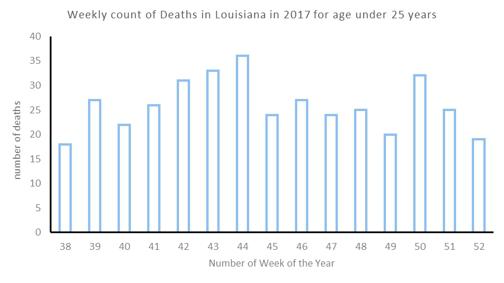 Weekly count of Deaths in Louisiana in 2017 for age under 25 years
number of deaths
40
35
30
25
20
15
10
5
0
38 39 40 41 42 43 44 45 46 47 48 49 50 51 52
Number of Week of the Year